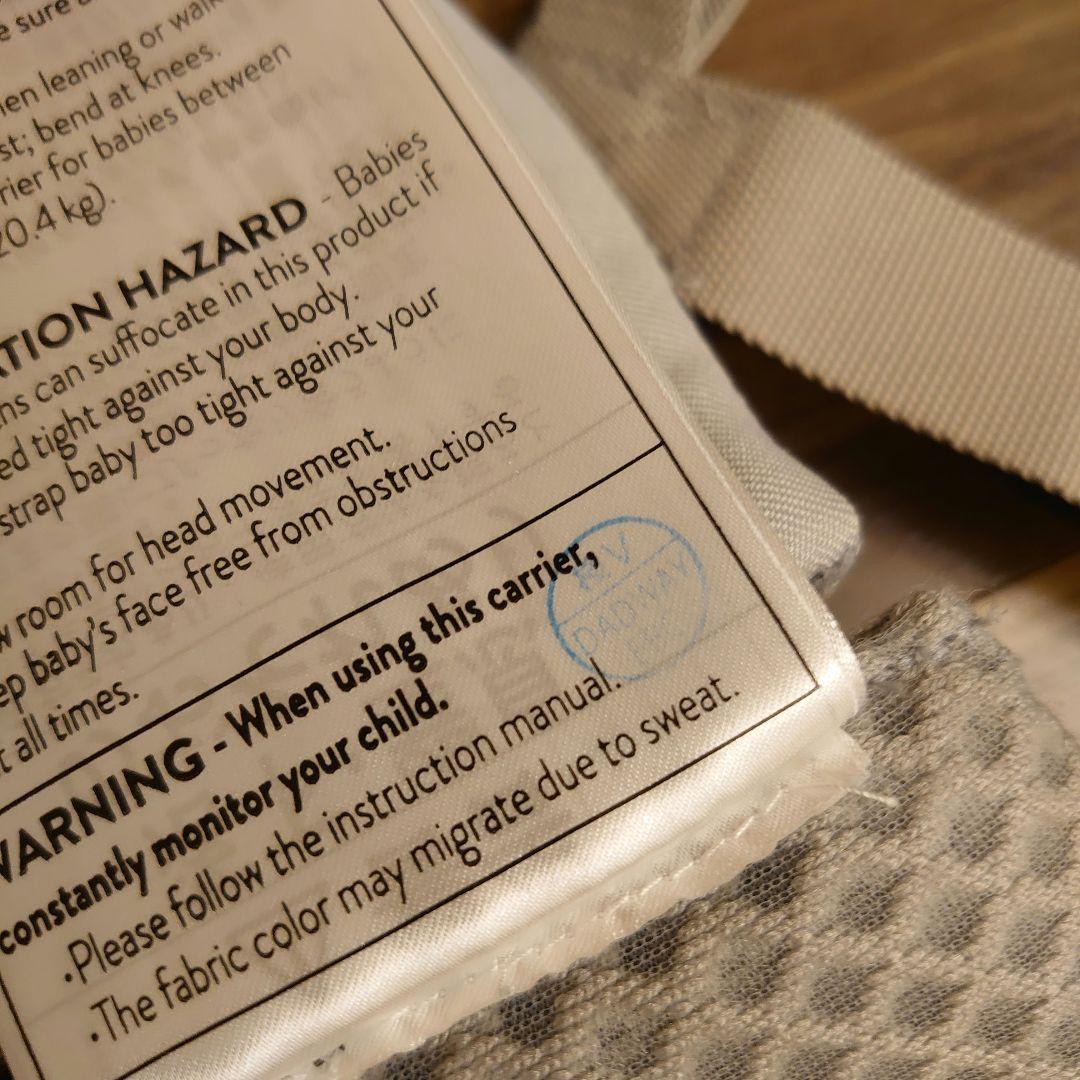 e sure
en leaning or walk
st; bend at knees.
rier for babies between
20.4 kg).
ATION HAZARD - Babies
ns can suffocate in this product if
ed tight against your body.
strap baby too tight against your
w room for head movement.
ep baby's face free from obstructions
t all times.
WARNING - When using this carrier,
constantly monitor your child.
.Please follow the instruction manual.
.The fabric color may migrate due to sweat.
DADWAY